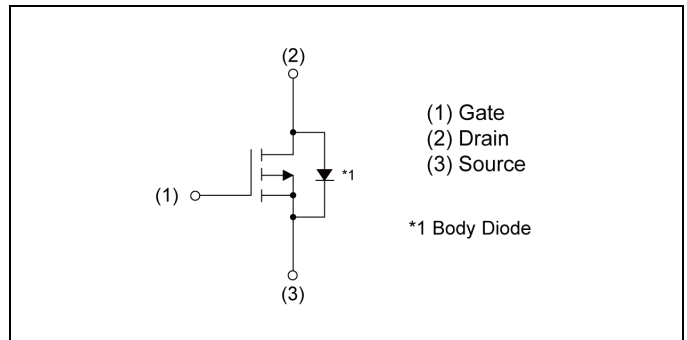 (2)
(1) Gate
(2) Drain
(3) Source
*1
(1)
*1 Body Diode
(3)